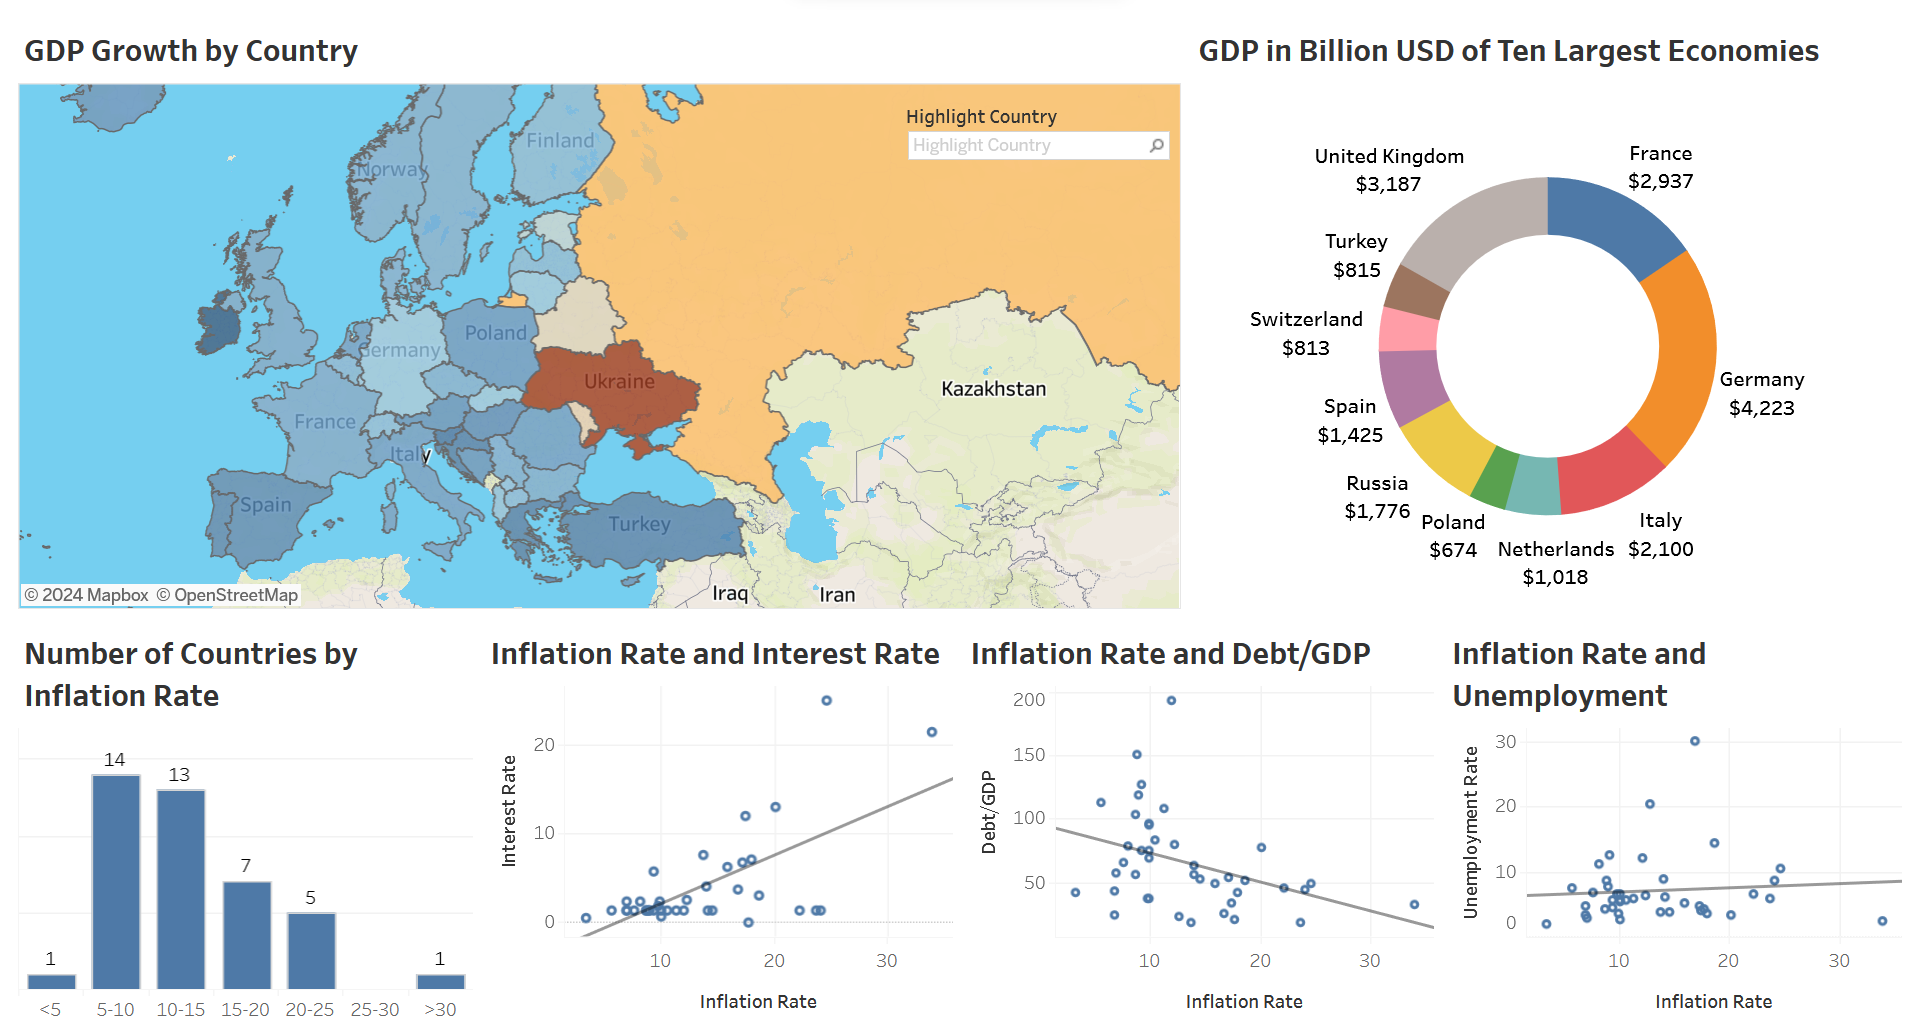 GDP Growth by Country
Highlight Country
Highlight Country
Finland
Norway
Germany
Poland
Ukraine
Kazakhstan
France
Italy
Spain
Turkey
Iraq
Iran
© 2024 Mapbox © OpenStreetMap
GDP in Billion USD of Ten Largest Economies
United Kingdom
$3,187
France
$2,937
Turkey
$815
Switzerland
$813
Germany
$4,223
Spain
$1,425
Russia
$1,776
Poland
$674
Netherlands
$1,018
Italy
$2,100
Number of Countries by
Inflation Rate
1
14
13
7
5
1
<5
5-10
10-15
15-20
20-25
25-30
>30
Inflation Rate and Interest Rate
Interest Rate
20
10
0
10
20
30
Inflation Rate
Inflation Rate and Debt/GDP
Debt/GDP
200
150
100
50
10
20
30
Inflation Rate
Inflation Rate and
Unemployment
Unemployment Rate
30
20
10
0
10
20
30
Inflation Rate